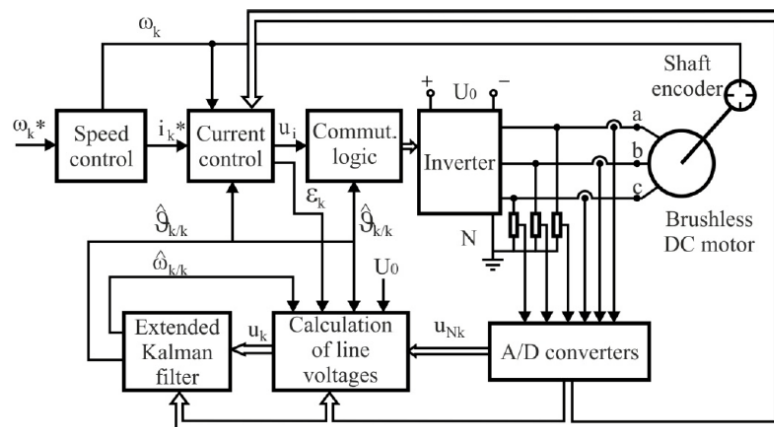 ωk
Shaft
encoder
+ U0 −
ωk*
Speed
control
ik*
Current
control
ui
Commut.
logic
Inverter
a
b
c
εk
N
Brushless
DC motor
ϑ̂k/k
ϑ̂k/k
ω̂k/k
U0
Extended
Kalman
filter
uk
Calculation
of line
voltages
uNk
A/D converters